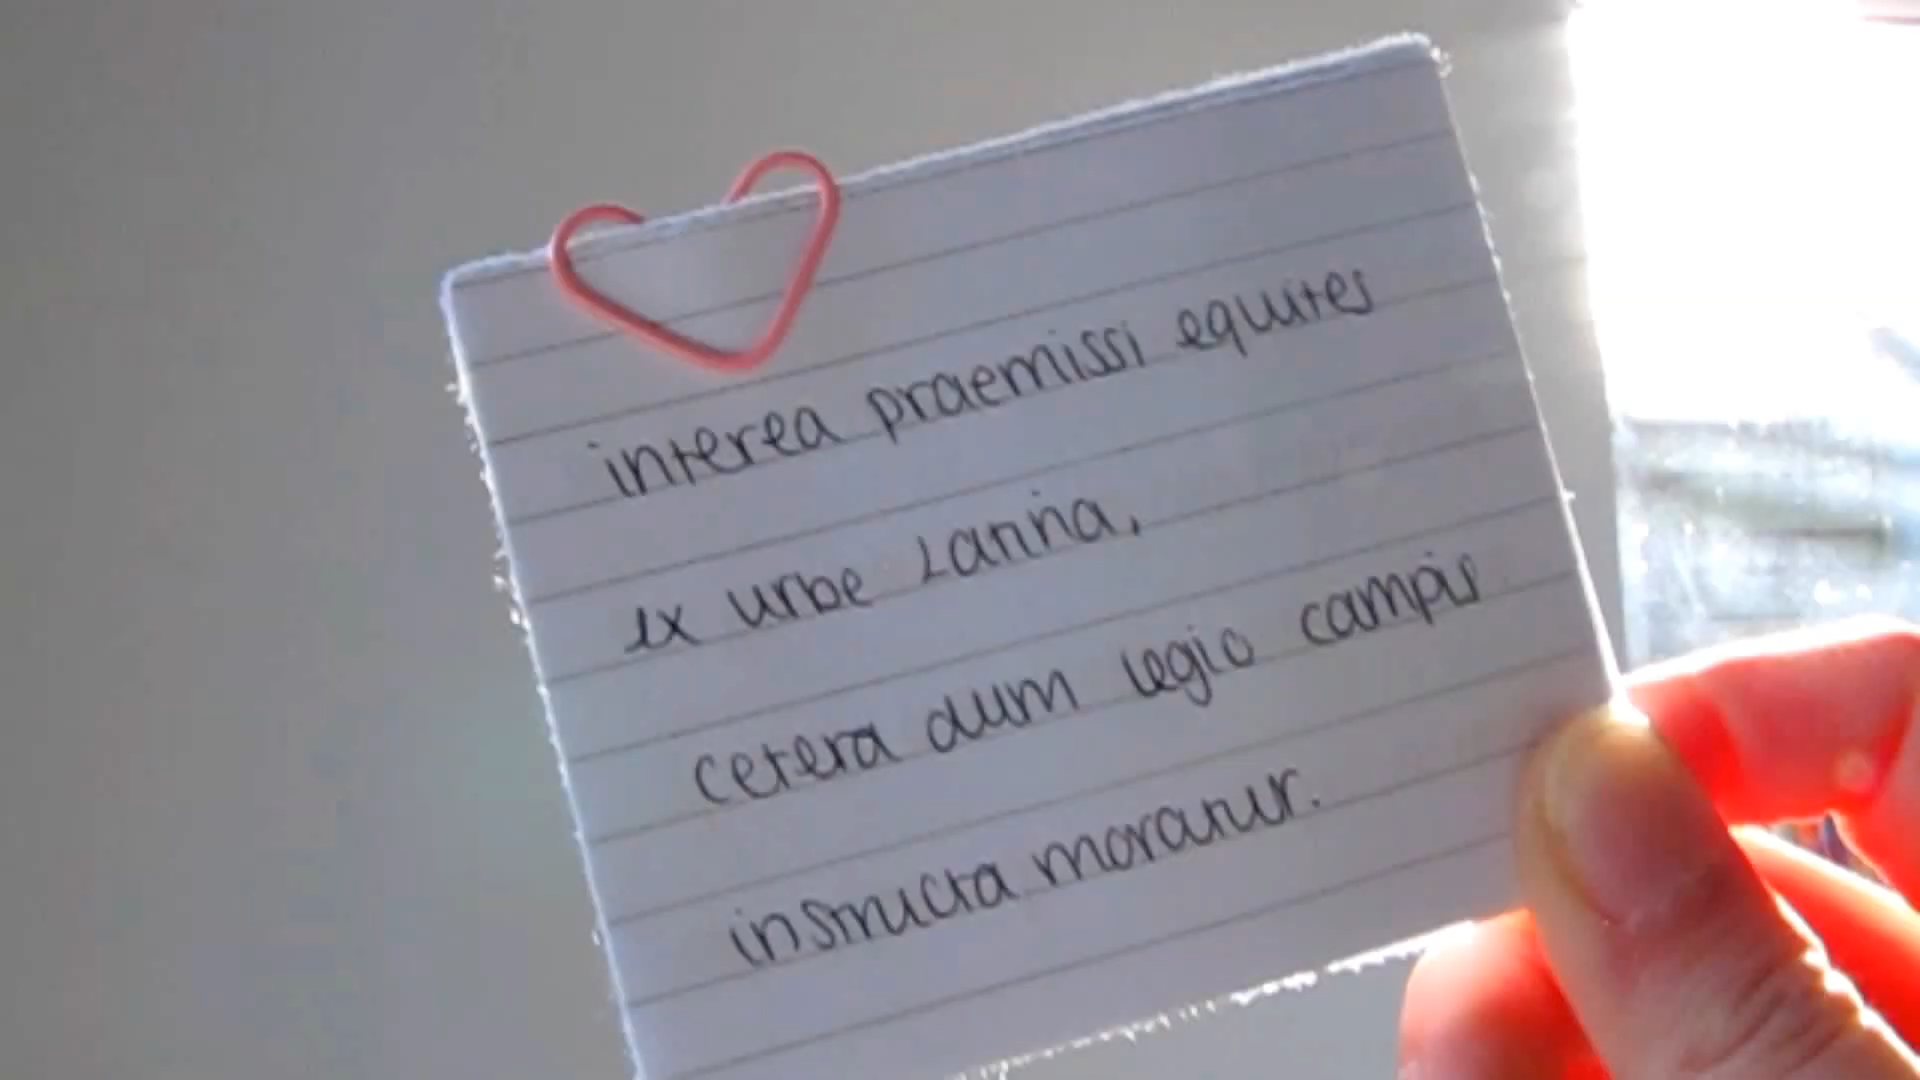 interea praemissi equites
ex urbe Latina,
cetera dum legio campis
instructa moratur.